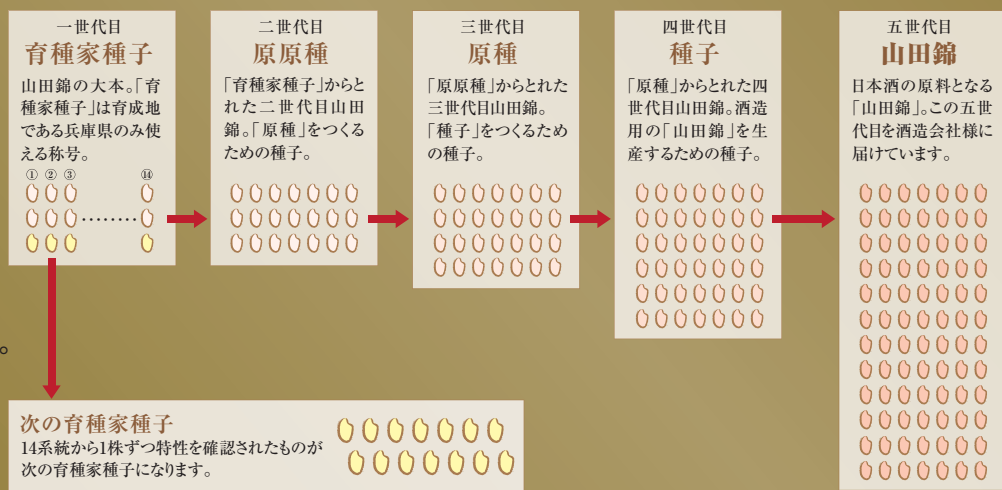 一世代目
育種家種子
山田錦の大本。「育
種家種子」は育成地
である兵庫県のみ使
える称号。
① ② ③ ⑭
………
二世代目
原原種
「育種家種子」からと
れた二世代目山田
錦。「原種」をつくる
ための種子。
三世代目
原種
「原原種」からとれた
三世代目山田錦。
「種子」をつくるため
の種子。
四世代目
種子
「原種」からとれた四
世代目山田錦。酒造
用の「山田錦」を生
産するための種子。
五世代目
山田錦
日本酒の原料となる
「山田錦」。この五世
代目を酒造会社様に
届けています。
。
次の育種家種子
14系統から1株ずつ特性を確認されたものが
次の育種家種子になります。